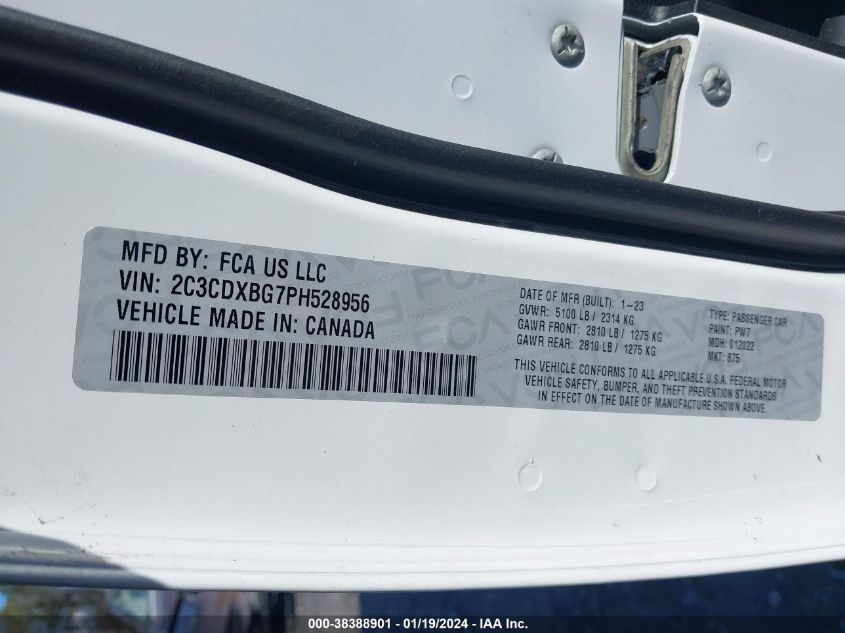 MFD BY: FCA US LLC
VIN: 2C3CDXBG7PH528956
VEHICLE MADE IN: CANADA
DATE OF MFR (BUILT): 1-23
GVWR: 5100 LB / 2314 KG
GAWR FRONT: 2810 LB / 1275 KG
GAWR REAR: 2810 LB / 1275 KG
TYPE: PASSENGER CAR
PAINT: PW7
MDH: 012022
MKT: 875
THIS VEHICLE CONFORMS TO ALL APPLICABLE U.S.A. FEDERAL MOTOR
VEHICLE SAFETY, BUMPER, AND THEFT PREVENTION STANDARDS
IN EFFECT ON THE DATE OF MANUFACTURE SHOWN ABOVE.
000-38388901 - 01/19/2024 - IAA Inc.